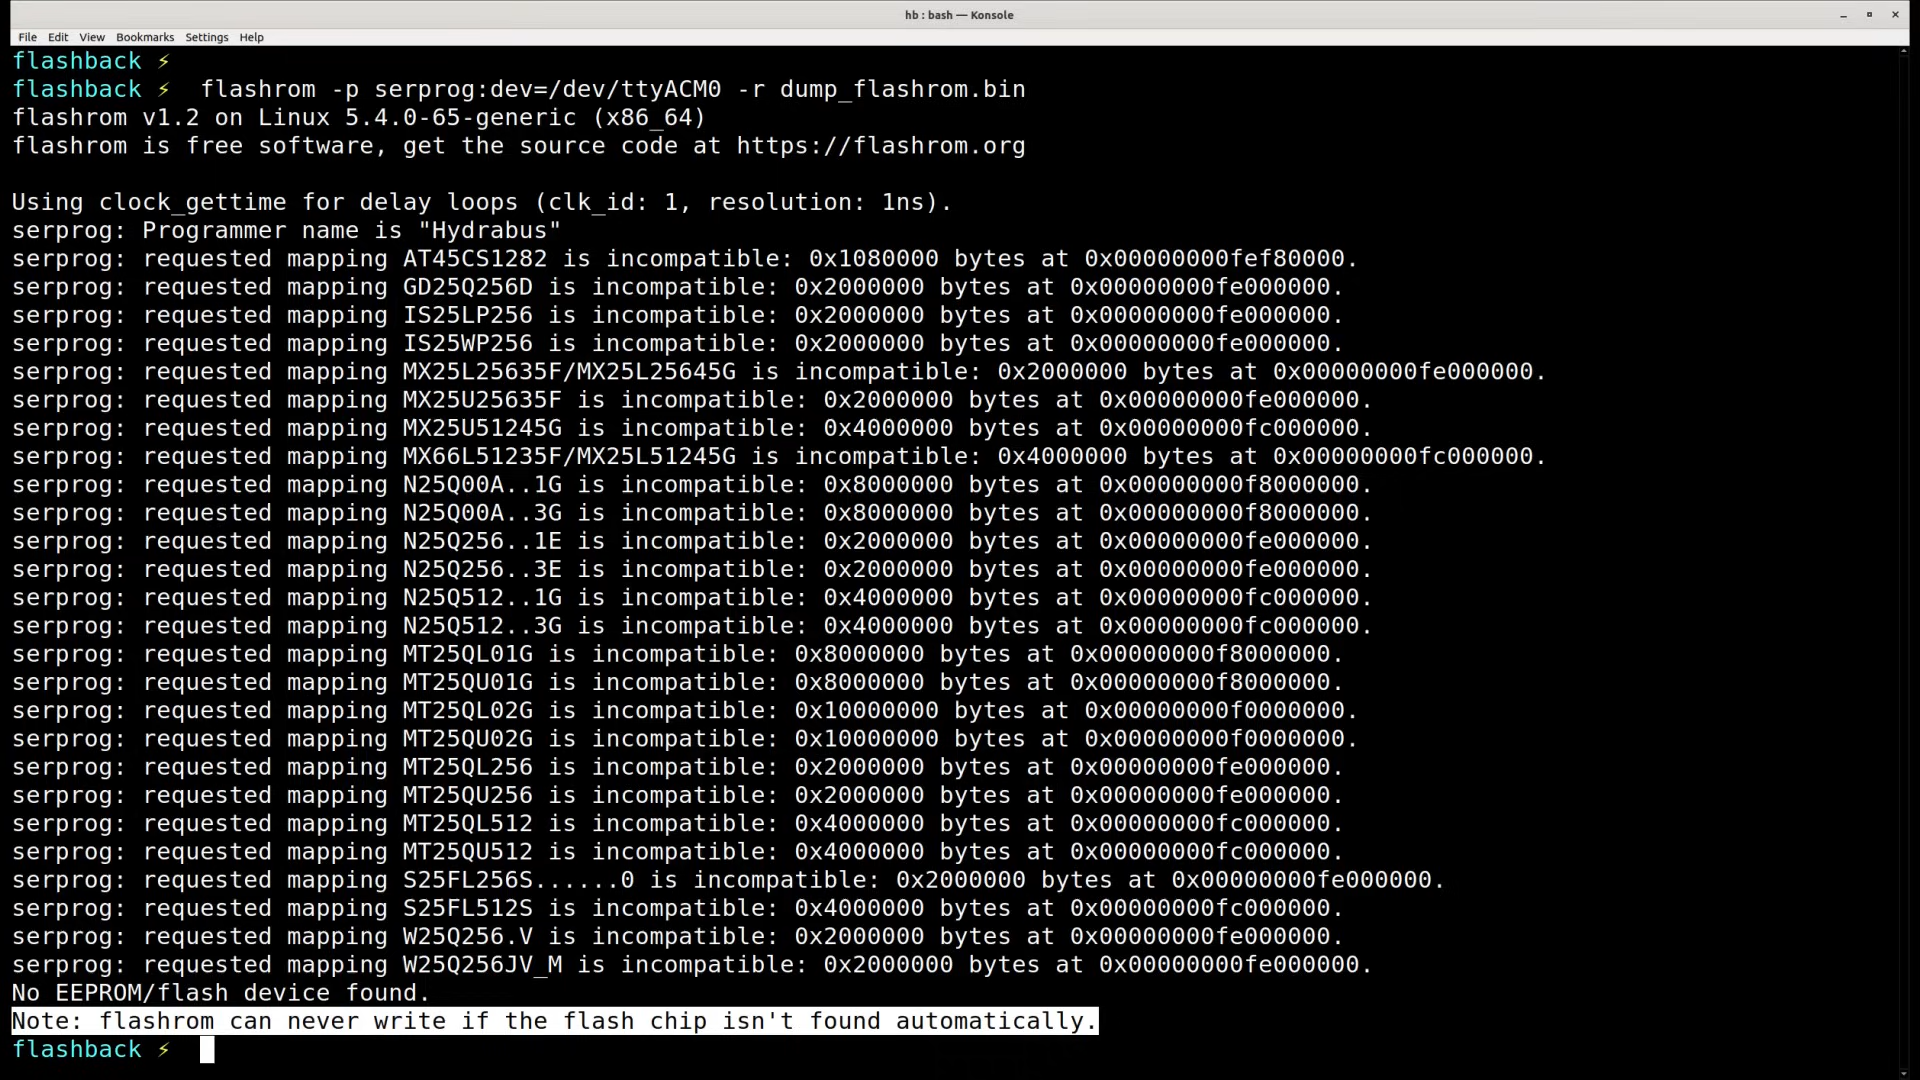 hb : bash — Konsole
File Edit View Bookmarks Settings Help
flashback ⚡
flashback ⚡ flashrom -p serprog:dev=/dev/ttyACM0 -r dump_flashrom.bin
flashrom v1.2 on Linux 5.4.0-65-generic (x86_64)
flashrom is free software, get the source code at https://flashrom.org
Using clock_gettime for delay loops (clk_id: 1, resolution: 1ns).
serprog: Programmer name is "Hydrabus"
serprog: requested mapping AT45CS1282 is incompatible: 0x1080000 bytes at 0x00000000fef80000.
serprog: requested mapping GD25Q256D is incompatible: 0x2000000 bytes at 0x00000000fe000000.
serprog: requested mapping IS25LP256 is incompatible: 0x2000000 bytes at 0x00000000fe000000.
serprog: requested mapping IS25WP256 is incompatible: 0x2000000 bytes at 0x00000000fe000000.
serprog: requested mapping MX25L25635F/MX25L25645G is incompatible: 0x2000000 bytes at 0x00000000fe000000.
serprog: requested mapping MX25U25635F is incompatible: 0x2000000 bytes at 0x00000000fe000000.
serprog: requested mapping MX25U51245G is incompatible: 0x4000000 bytes at 0x00000000fc000000.
serprog: requested mapping MX66L51235F/MX25L51245G is incompatible: 0x4000000 bytes at 0x00000000fc000000.
serprog: requested mapping N25Q00A..1G is incompatible: 0x8000000 bytes at 0x00000000f8000000.
serprog: requested mapping N25Q00A..3G is incompatible: 0x8000000 bytes at 0x00000000f8000000.
serprog: requested mapping N25Q256..1E is incompatible: 0x2000000 bytes at 0x00000000fe000000.
serprog: requested mapping N25Q256..3E is incompatible: 0x2000000 bytes at 0x00000000fe000000.
serprog: requested mapping N25Q512..1G is incompatible: 0x4000000 bytes at 0x00000000fc000000.
serprog: requested mapping N25Q512..3G is incompatible: 0x4000000 bytes at 0x00000000fc000000.
serprog: requested mapping MT25QL01G is incompatible: 0x8000000 bytes at 0x00000000f8000000.
serprog: requested mapping MT25QU01G is incompatible: 0x8000000 bytes at 0x00000000f8000000.
serprog: requested mapping MT25QL02G is incompatible: 0x10000000 bytes at 0x00000000f0000000.
serprog: requested mapping MT25QU02G is incompatible: 0x10000000 bytes at 0x00000000f0000000.
serprog: requested mapping MT25QL256 is incompatible: 0x2000000 bytes at 0x00000000fe000000.
serprog: requested mapping MT25QU256 is incompatible: 0x2000000 bytes at 0x00000000fe000000.
serprog: requested mapping MT25QL512 is incompatible: 0x4000000 bytes at 0x00000000fc000000.
serprog: requested mapping MT25QU512 is incompatible: 0x4000000 bytes at 0x00000000fc000000.
serprog: requested mapping S25FL256S......0 is incompatible: 0x2000000 bytes at 0x00000000fe000000.
serprog: requested mapping S25FL512S is incompatible: 0x4000000 bytes at 0x00000000fc000000.
serprog: requested mapping W25Q256.V is incompatible: 0x2000000 bytes at 0x00000000fe000000.
serprog: requested mapping W25Q256JV_M is incompatible: 0x2000000 bytes at 0x00000000fe000000.
No EEPROM/flash device found.
Note: flashrom can never write if the flash chip isn't found automatically.
flashback ⚡